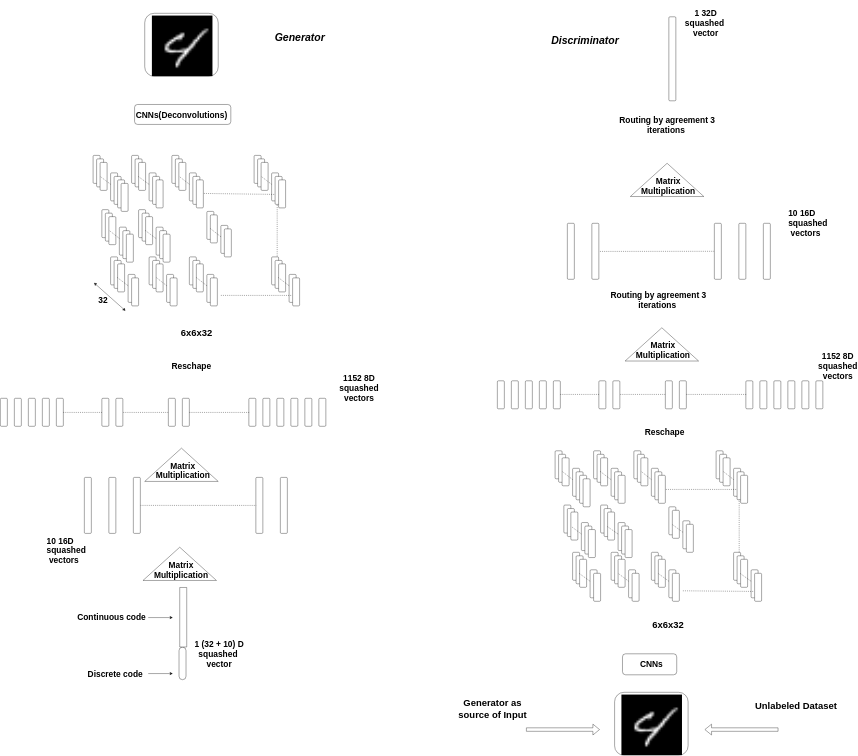 Generator
CNNs(Deconvolutions)
32
6x6x32
Reschape
1152 8D
squashed
vectors
Matrix
Multiplication
10 16D
squashed
vectors
Matrix
Multiplication
Continuous code
1 (32 + 10) D
squashed
vector
Discrete code
Discriminator
1 32D
squashed
vector
Routing by agreement 3
iterations
Matrix
Multiplication
10 16D
squashed
vectors
Routing by agreement 3
iterations
Matrix
Multiplication
1152 8D
squashed
vectors
Reschape
6x6x32
CNNs
Generator as
source of Input
Unlabeled Dataset